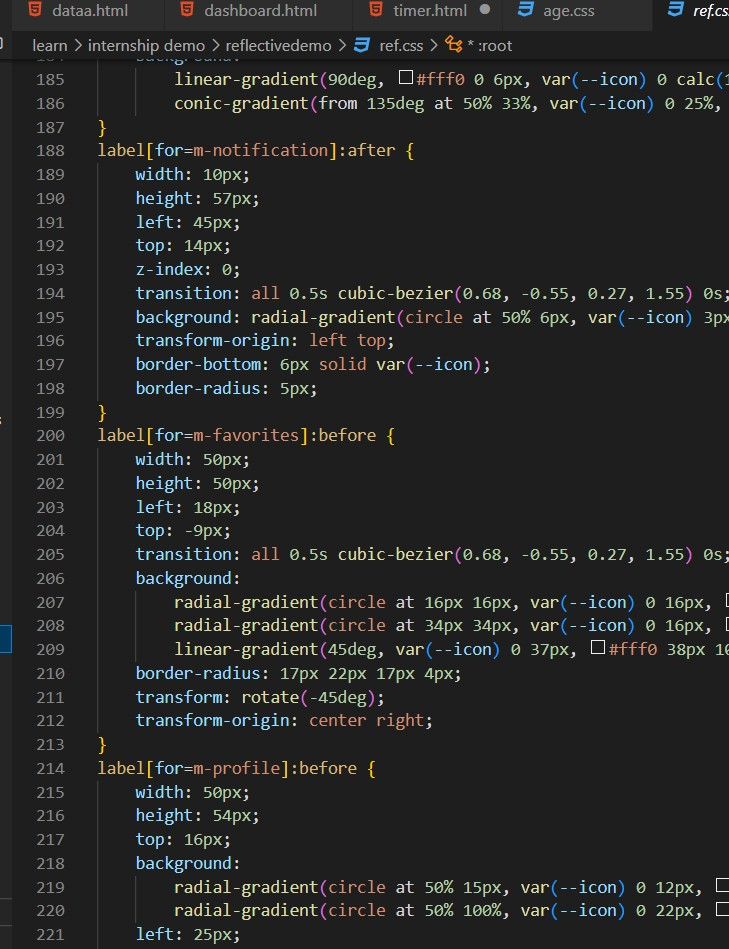 dataa.html dashboard.html timer.html age.css ref.cs
learn > internship demo > reflectivedemo > ref.css > * :root
185 linear-gradient(90deg, #fff0 0 6px, var(--icon) 0 calc(1
186 conic-gradient(from 135deg at 50% 33%, var(--icon) 0 25%,
187 }
188 label[for=m-notification]:after {
189 width: 10px;
190 height: 57px;
191 left: 45px;
192 top: 14px;
193 z-index: 0;
194 transition: all 0.5s cubic-bezier(0.68, -0.55, 0.27, 1.55) 0s;
195 background: radial-gradient(circle at 50% 6px, var(--icon) 3px
196 transform-origin: left top;
197 border-bottom: 6px solid var(--icon);
198 border-radius: 5px;
199 }
200 label[for=m-favorites]:before {
201 width: 50px;
202 height: 50px;
203 left: 18px;
204 top: -9px;
205 transition: all 0.5s cubic-bezier(0.68, -0.55, 0.27, 1.55) 0s;
206 background:
207 radial-gradient(circle at 16px 16px, var(--icon) 0 16px,
208 radial-gradient(circle at 34px 34px, var(--icon) 0 16px,
209 linear-gradient(45deg, var(--icon) 0 37px, #fff0 38px 10
210 border-radius: 17px 22px 17px 4px;
211 transform: rotate(-45deg);
212 transform-origin: center right;
213 }
214 label[for=m-profile]:before {
215 width: 50px;
216 height: 54px;
217 top: 16px;
218 background:
219 radial-gradient(circle at 50% 15px, var(--icon) 0 12px,
220 radial-gradient(circle at 50% 100%, var(--icon) 0 22px,
221 left: 25px;